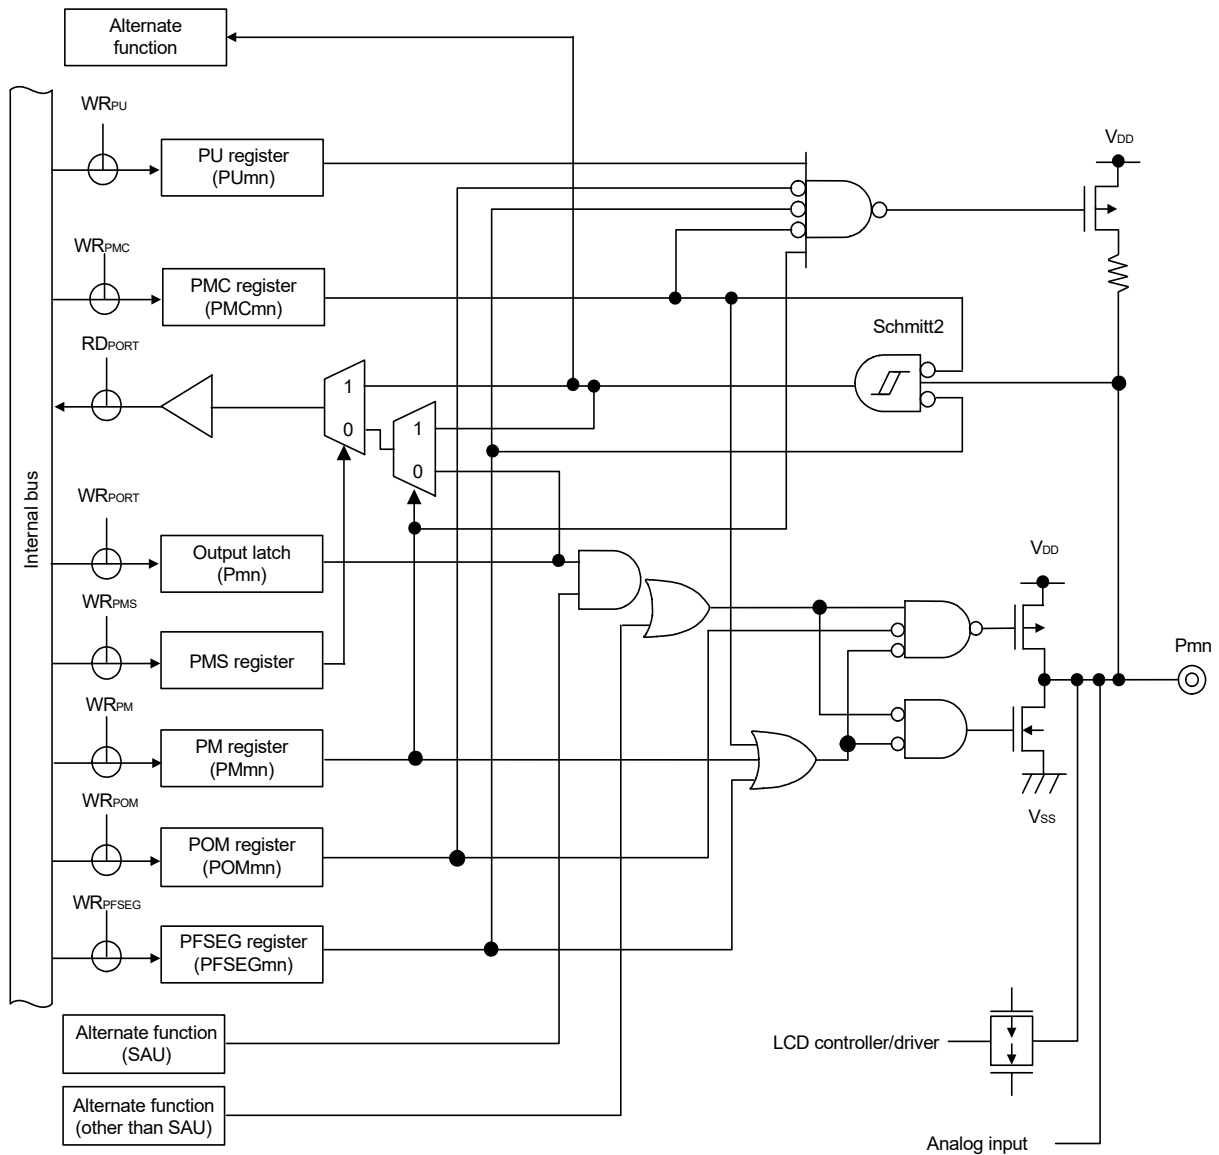 Alternate
function
WRPU
PU register
(PUmn)
VDD
WRPMC
PMC register
(PMCmn)
Schmitt2
RDPORT
1
0
1
0
Internal bus
WRPORT
Output latch
(Pmn)
VDD
WRPMS
PMS register
Pmn
WRPM
PM register
(PMmn)
WRPOM
VSS
POM register
(POMmn)
WRPFSEG
PFSEG register
(PFSEGmn)
Alternate function
(SAU)
LCD controller/driver
Alternate function
(other than SAU)
Analog input